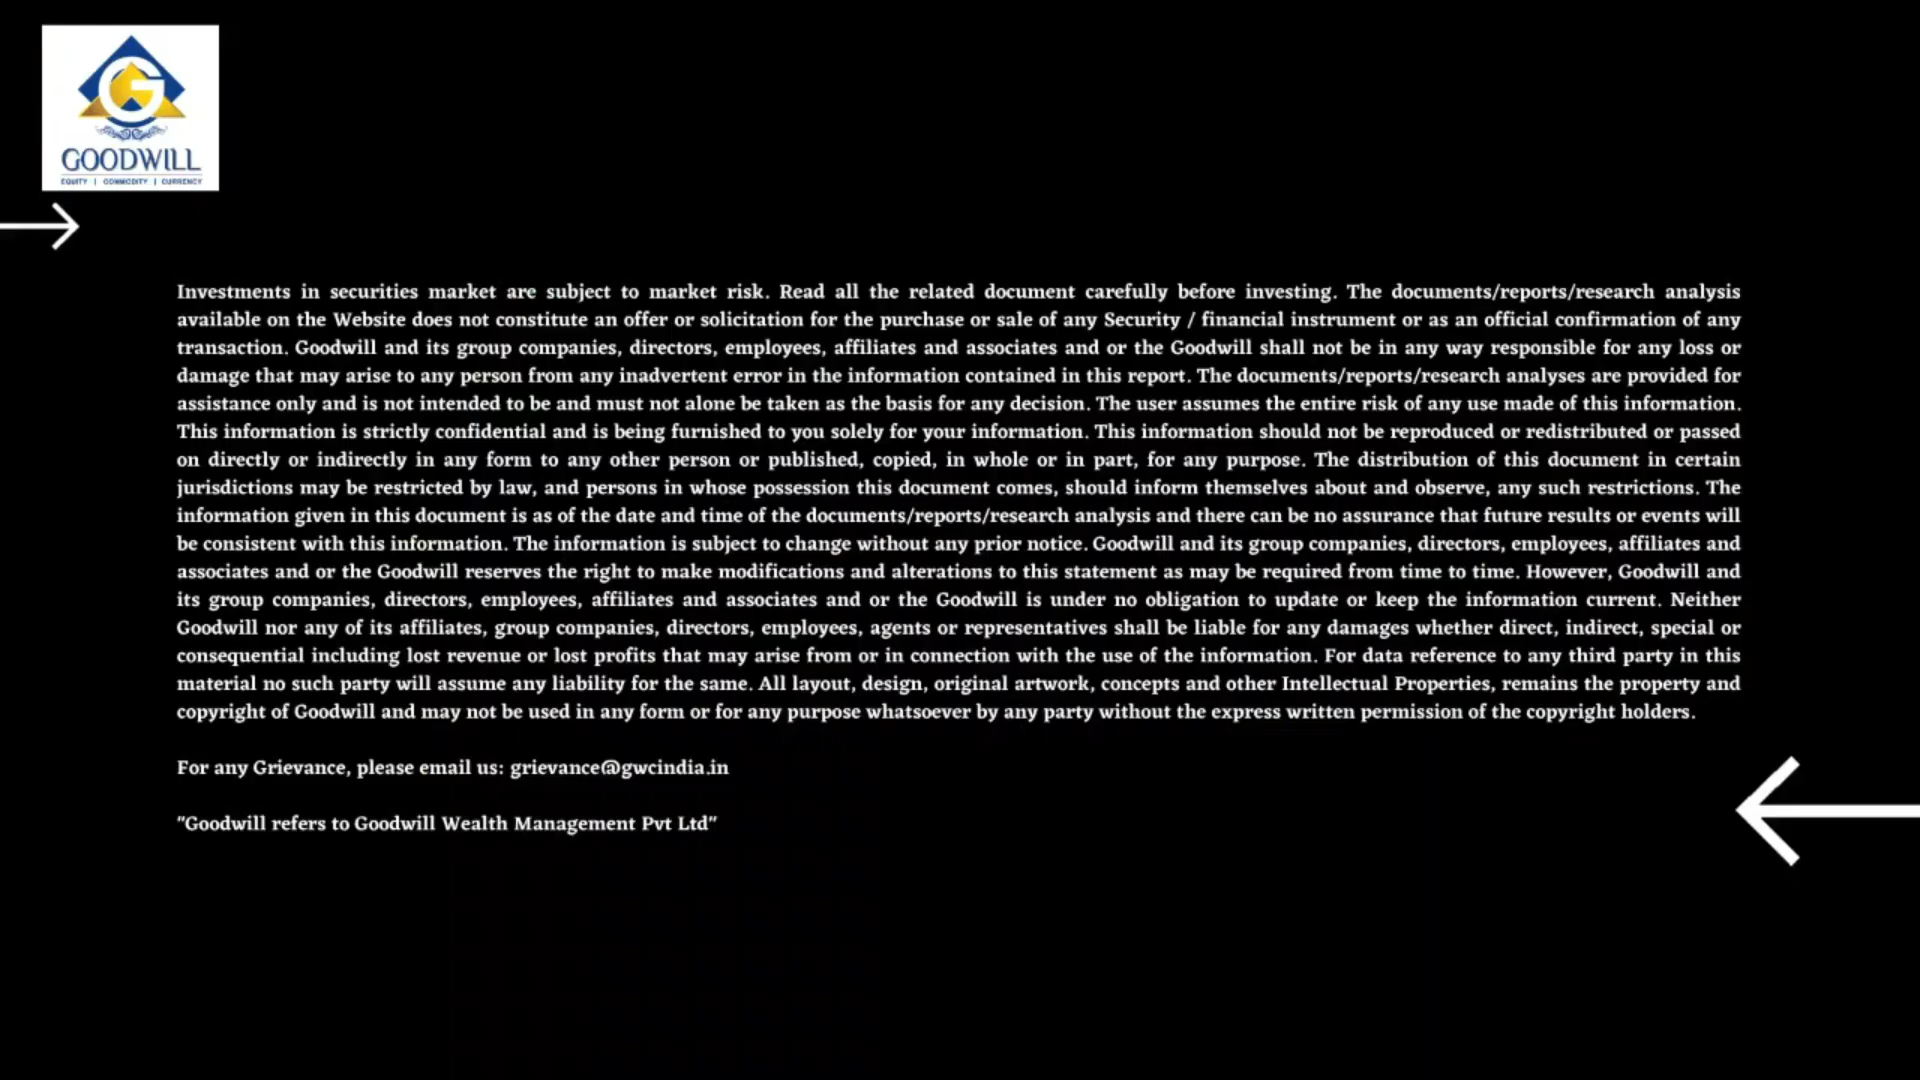 GOODWILL
EQUITY | COMMODITY | CURRENCY
Investments in securities market are subject to market risk. Read all the related document carefully before investing. The documents/reports/research analysis
available on the Website does not constitute an offer or solicitation for the purchase or sale of any Security / financial instrument or as an official confirmation of any
transaction. Goodwill and its group companies, directors, employees, affiliates and associates and or the Goodwill shall not be in any way responsible for any loss or
damage that may arise to any person from any inadvertent error in the information contained in this report. The documents/reports/research analyses are provided for
assistance only and is not intended to be and must not alone be taken as the basis for any decision. The user assumes the entire risk of any use made of this information.
This information is strictly confidential and is being furnished to you solely for your information. This information should not be reproduced or redistributed or passed
on directly or indirectly in any form to any other person or published, copied, in whole or in part, for any purpose. The distribution of this document in certain
jurisdictions may be restricted by law, and persons in whose possession this document comes, should inform themselves about and observe, any such restrictions. The
information given in this document is as of the date and time of the documents/reports/research analysis and there can be no assurance that future results or events will
be consistent with this information. The information is subject to change without any prior notice. Goodwill and its group companies, directors, employees, affiliates and
associates and or the Goodwill reserves the right to make modifications and alterations to this statement as may be required from time to time. However, Goodwill and
its group companies, directors, employees, affiliates and associates and or the Goodwill is under no obligation to update or keep the information current. Neither
Goodwill nor any of its affiliates, group companies, directors, employees, agents or representatives shall be liable for any damages whether direct, indirect, special or
consequential including lost revenue or lost profits that may arise from or in connection with the use of the information. For data reference to any third party in this
material no such party will assume any liability for the same. All layout, design, original artwork, concepts and other Intellectual Properties, remains the property and
copyright of Goodwill and may not be used in any form or for any purpose whatsoever by any party without the express written permission of the copyright holders.
For any Grievance, please email us: grievance@gwcindia.in
"Goodwill refers to Goodwill Wealth Management Pvt Ltd"